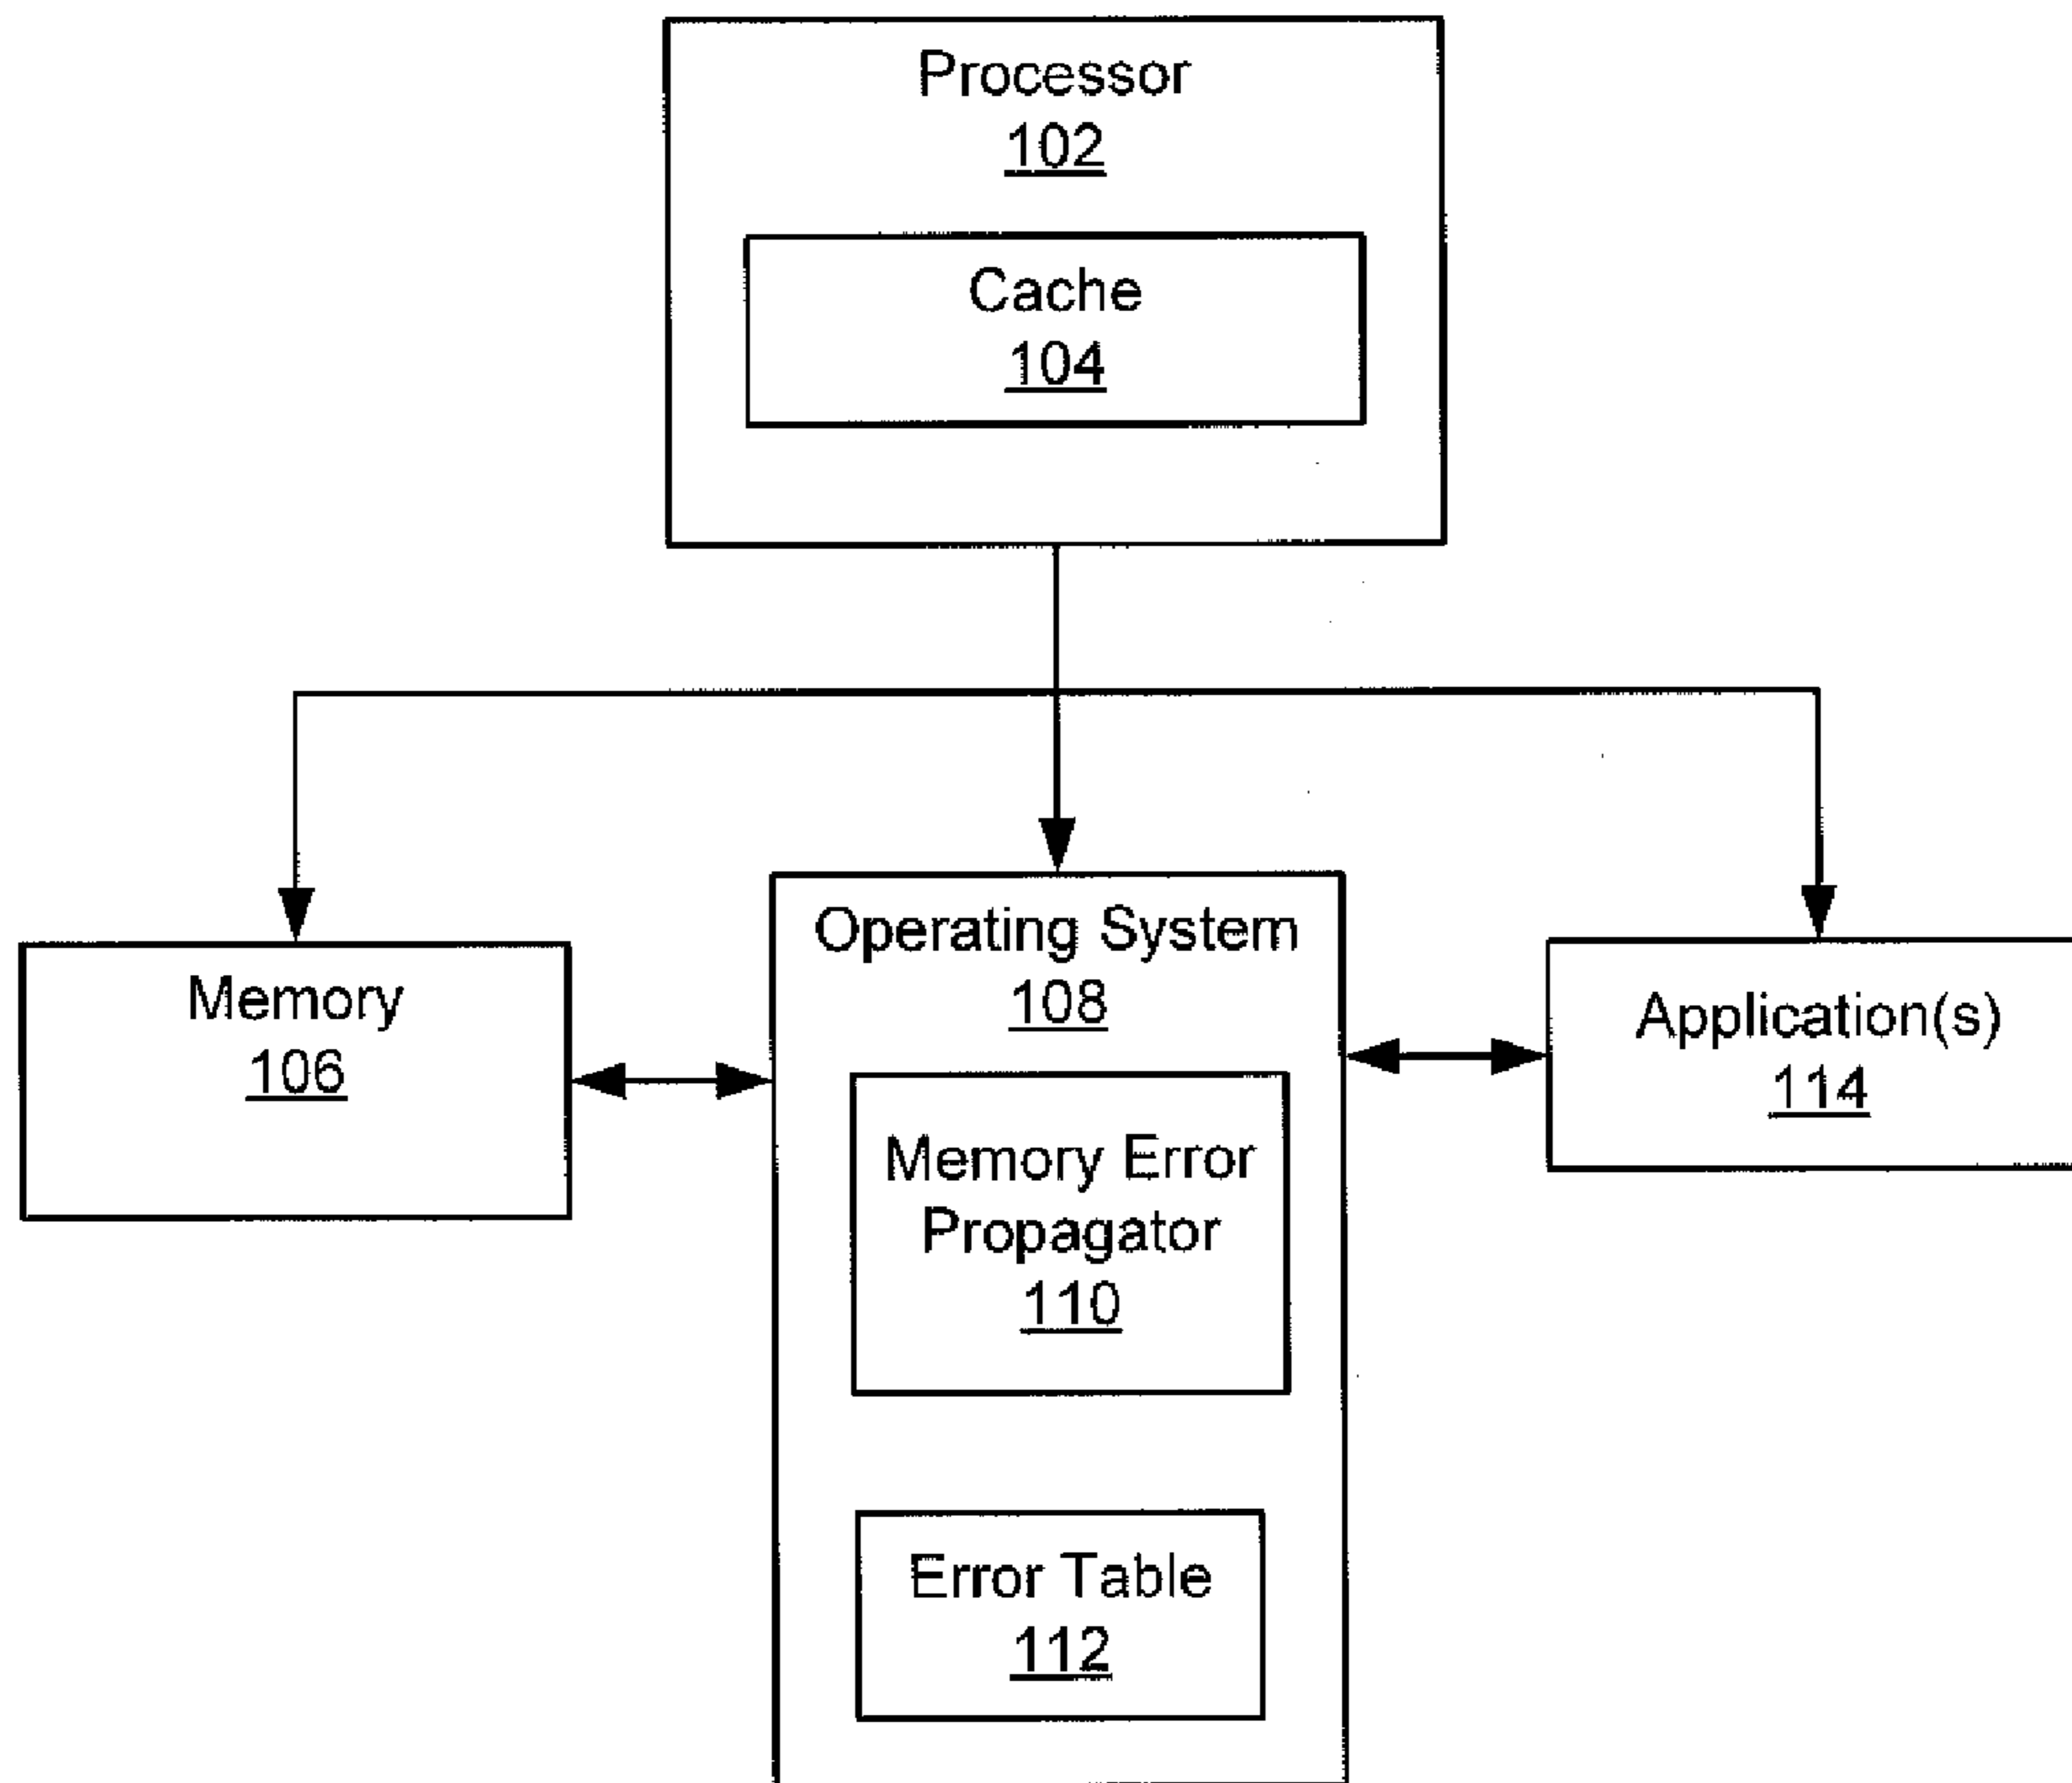 Processor
102
Cache
104
Operating System
108
Memory
106
Application(s)
114
Memory Error
Propagator
110
Error Table
112